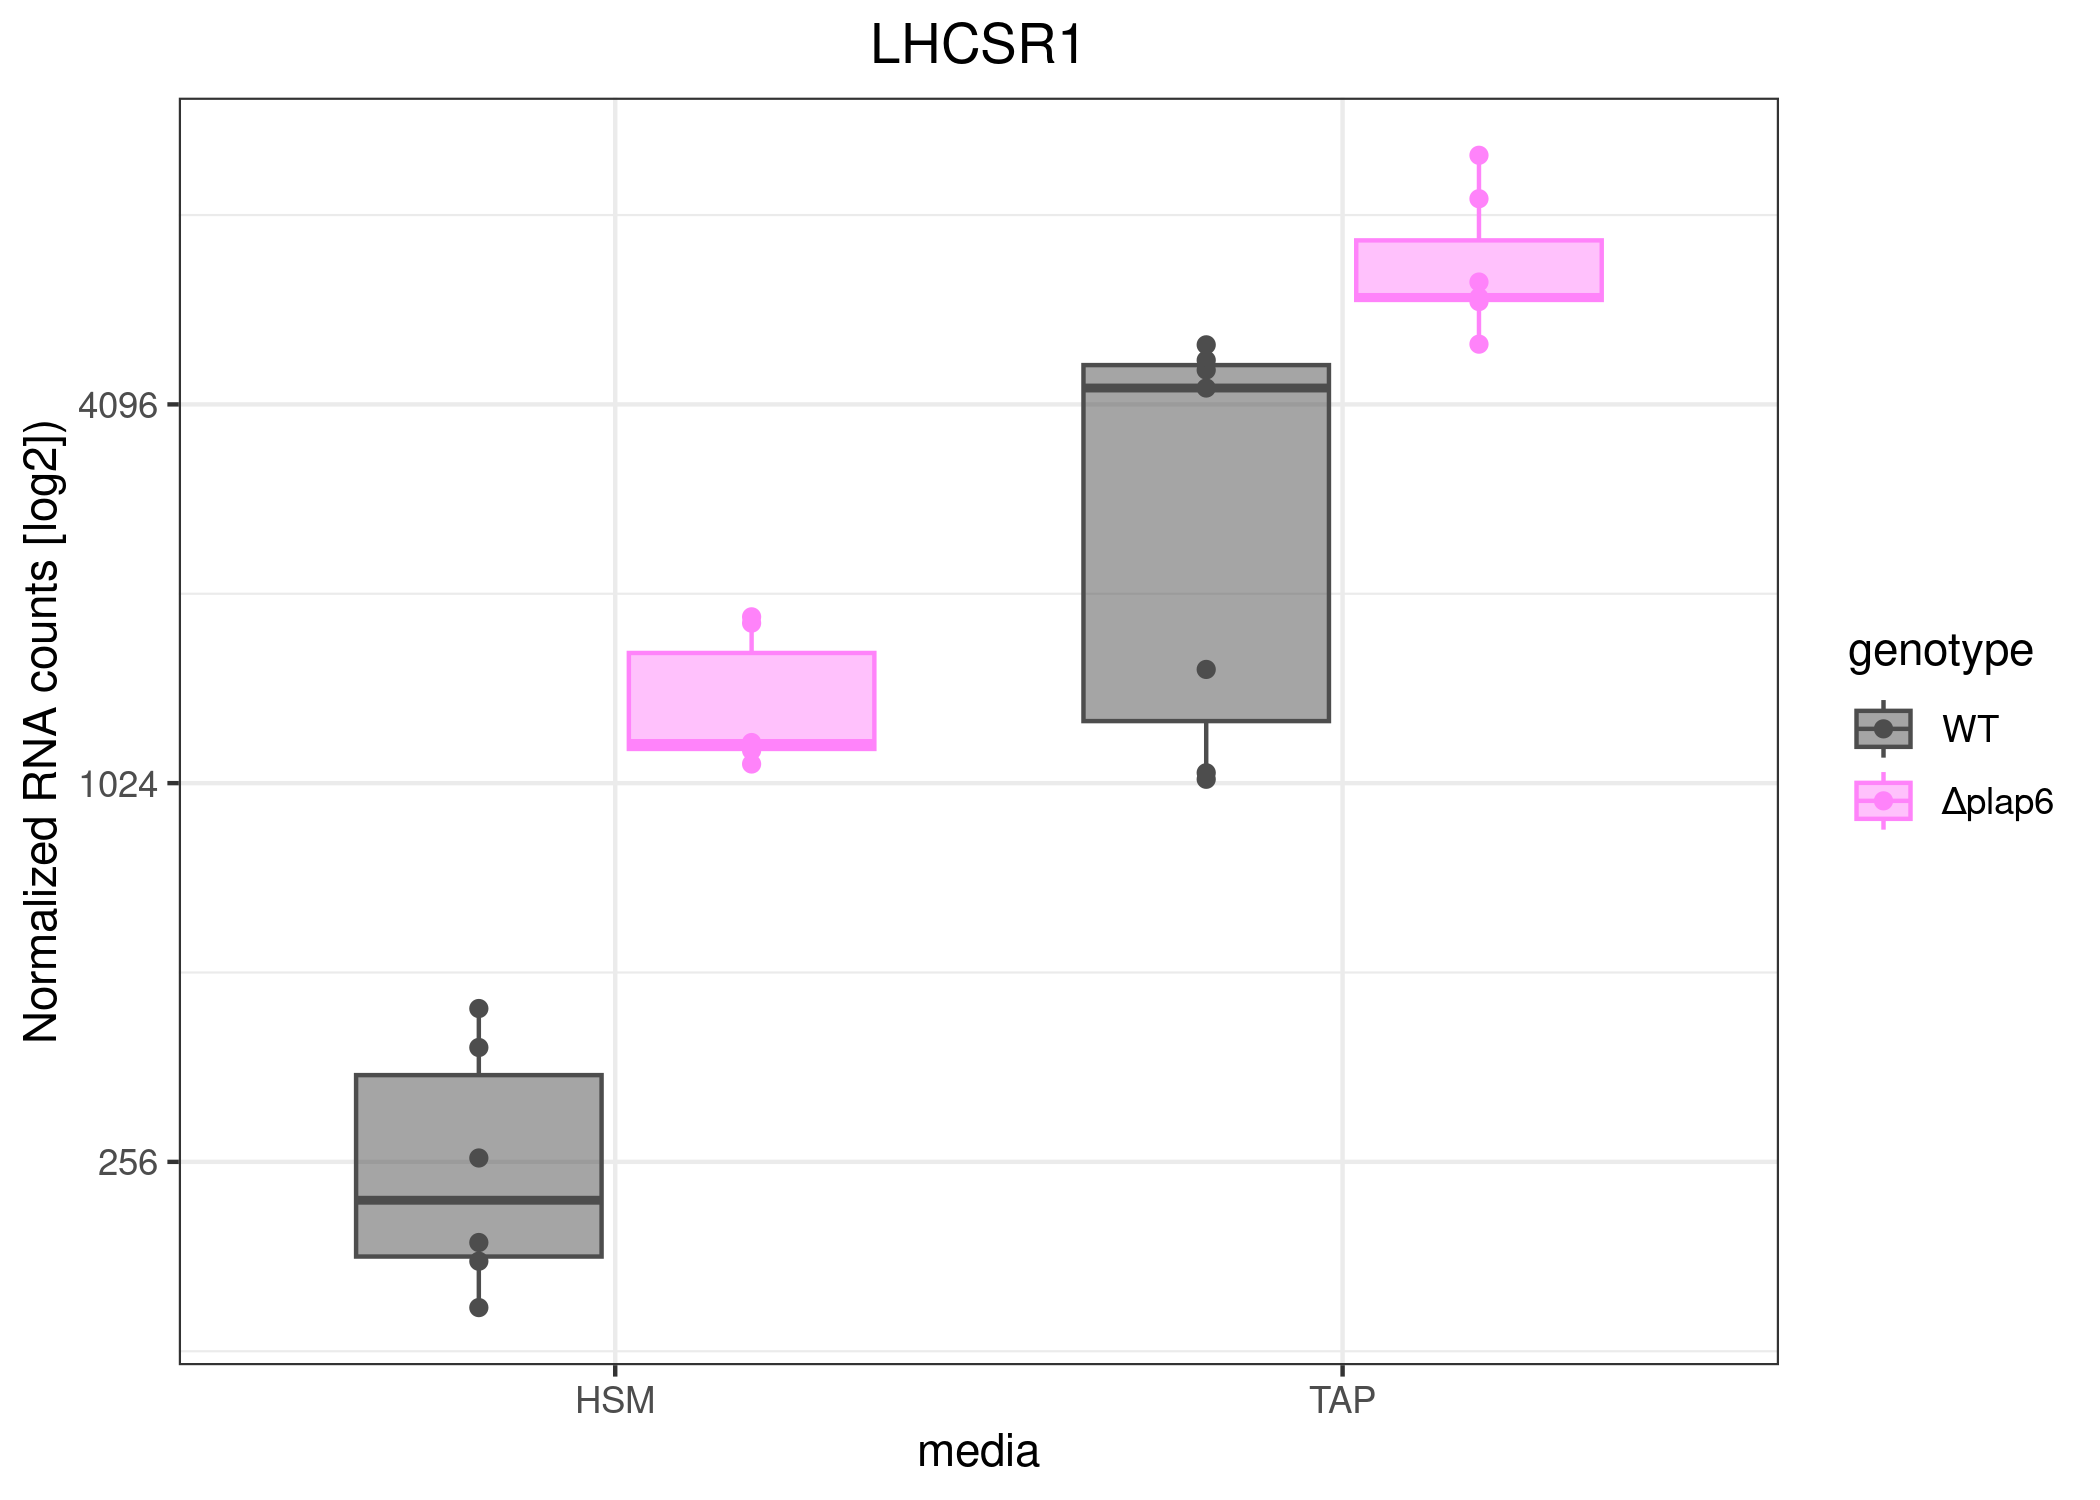 LHCSR1
Normalized RNA counts [log2])
4096
1024
256
HSM
TAP
media
genotype
WT
Δplap6